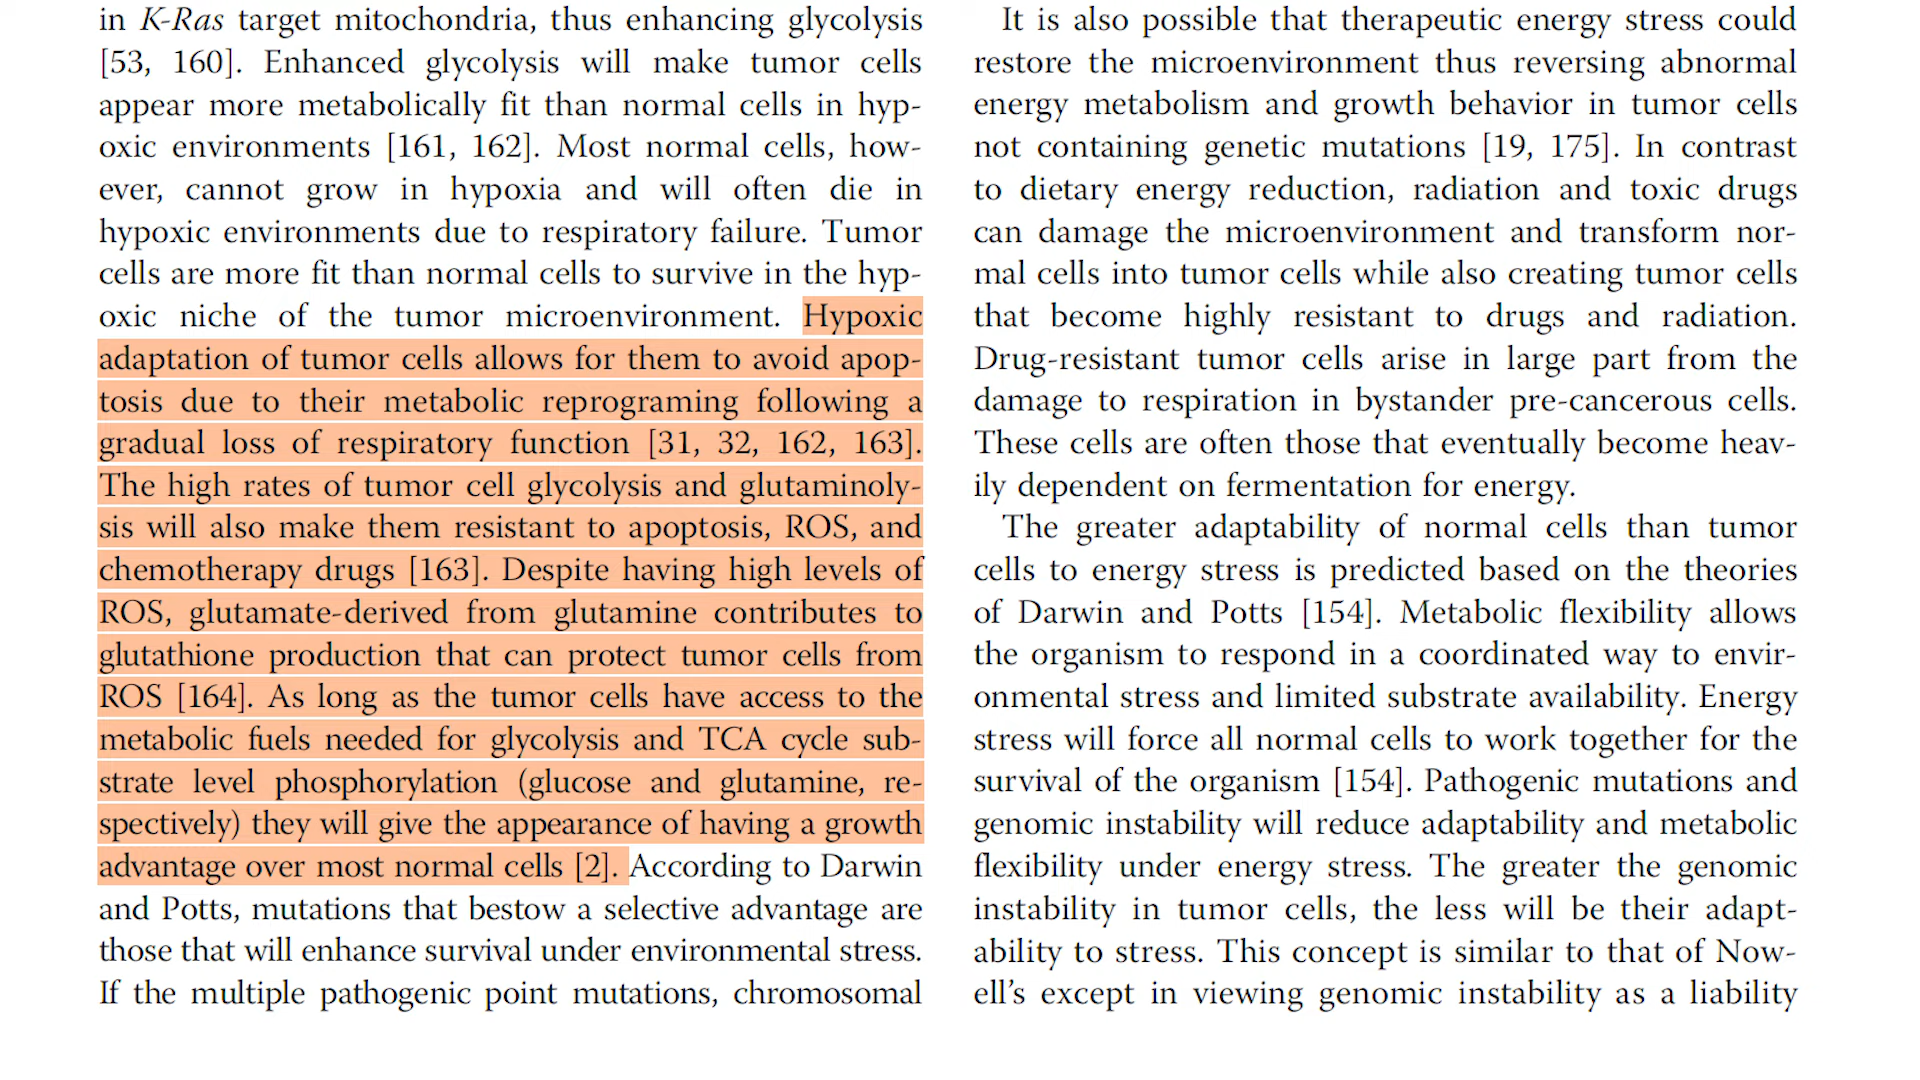 in K-Ras target mitochondria, thus enhancing glycolysis
[53, 160]. Enhanced glycolysis will make tumor cells
appear more metabolically fit than normal cells in hyp-
oxic environments [161, 162]. Most normal cells, how-
ever, cannot grow in hypoxia and will often die in
hypoxic environments due to respiratory failure. Tumor
cells are more fit than normal cells to survive in the hyp-
oxic niche of the tumor microenvironment. Hypoxic
adaptation of tumor cells allows for them to avoid apop-
tosis due to their metabolic reprograming following a
gradual loss of respiratory function [31, 32, 162, 163].
The high rates of tumor cell glycolysis and glutaminoly-
sis will also make them resistant to apoptosis, ROS, and
chemotherapy drugs [163]. Despite having high levels of
ROS, glutamate-derived from glutamine contributes to
glutathione production that can protect tumor cells from
ROS [164]. As long as the tumor cells have access to the
metabolic fuels needed for glycolysis and TCA cycle sub-
strate level phosphorylation (glucose and glutamine, re-
spectively) they will give the appearance of having a growth
advantage over most normal cells [2]. According to Darwin
and Potts, mutations that bestow a selective advantage are
those that will enhance survival under environmental stress.
If the multiple pathogenic point mutations, chromosomal
It is also possible that therapeutic energy stress could
restore the microenvironment thus reversing abnormal
energy metabolism and growth behavior in tumor cells
not containing genetic mutations [19, 175]. In contrast
to dietary energy reduction, radiation and toxic drugs
can damage the microenvironment and transform nor-
mal cells into tumor cells while also creating tumor cells
that become highly resistant to drugs and radiation.
Drug-resistant tumor cells arise in large part from the
damage to respiration in bystander pre-cancerous cells.
These cells are often those that eventually become heav-
ily dependent on fermentation for energy.
The greater adaptability of normal cells than tumor
cells to energy stress is predicted based on the theories
of Darwin and Potts [154]. Metabolic flexibility allows
the organism to respond in a coordinated way to envir-
onmental stress and limited substrate availability. Energy
stress will force all normal cells to work together for the
survival of the organism [154]. Pathogenic mutations and
genomic instability will reduce adaptability and metabolic
flexibility under energy stress. The greater the genomic
instability in tumor cells, the less will be their adapt-
ability to stress. This concept is similar to that of Now-
ell's except in viewing genomic instability as a liability